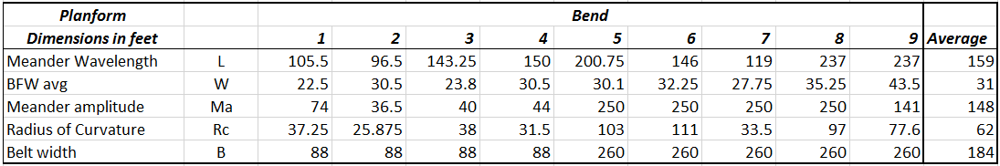 Planform Bend
Dimensions in feet 1 2 3 4 5 6 7 8 9 Average
Meander Wavelength L 105.5 96.5 143.25 150 200.75 146 119 237 237 159
BFW avg W 22.5 30.5 23.8 30.5 30.1 32.25 27.75 35.25 43.5 31
Meander amplitude Ma 74 36.5 40 44 250 250 250 250 141 148
Radius of Curvature Rc 37.25 25.875 38 31.5 103 111 33.5 97 77.6 62
Belt width B 88 88 88 88 260 260 260 260 260 184